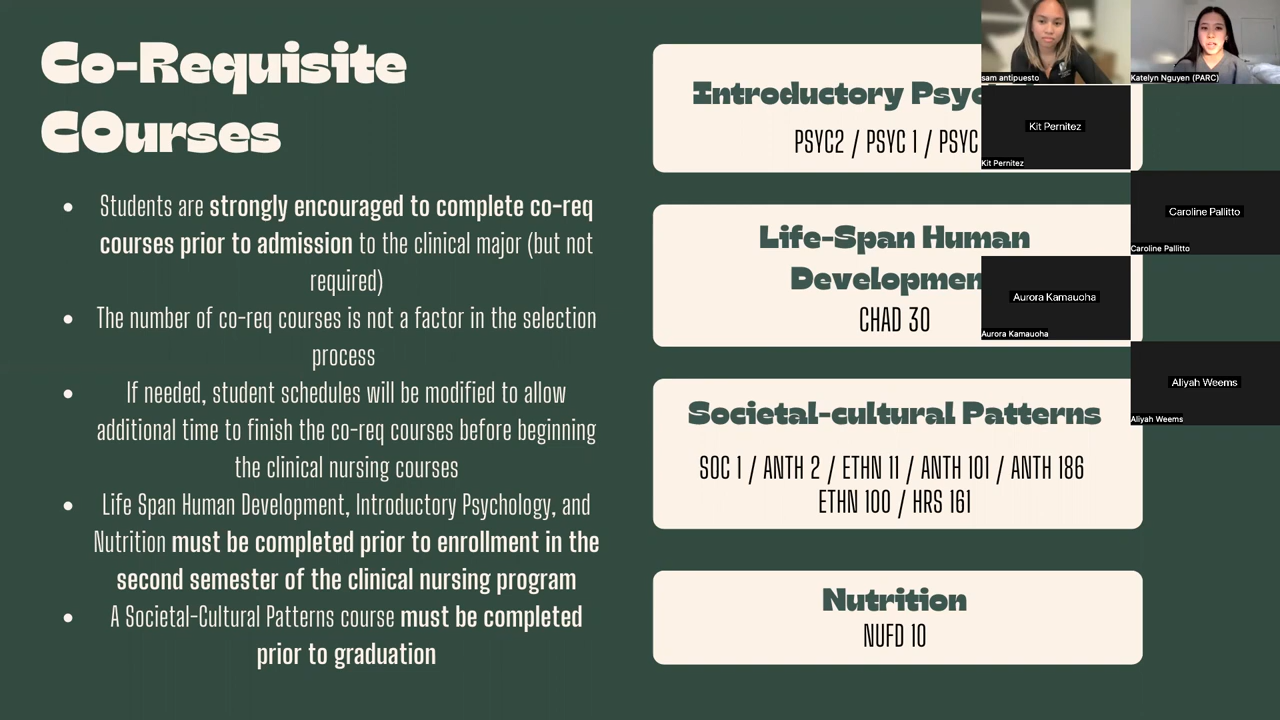 Co-Requisite
COurses
Students are strongly encouraged to complete co-req
courses prior to admission to the clinical major (but not
required)
The number of co-req courses is not a factor in the selection
process
If needed, student schedules will be modified to allow
additional time to finish the co-req courses before beginning
the clinical nursing courses
Life Span Human Development, Introductory Psychology, and
Nutrition must be completed prior to enrollment in the
second semester of the clinical nursing program
A Societal-Cultural Patterns course must be completed
prior to graduation
Introductory
PSYC2 / PSYC 1 / PSYC
Life-Span Human
CHAD 30
Societal-cultural Patterns
SOC 1 / ANTH 2 / ETHN 11 / ANTH 101 / ANTH 186
ETHN 100 / HRS 161
Nutrition
NUFD 10
sam antipuesto
Katelyn Nguyen (PARC)
Kit Pernitez
Kit Pernitez
Caroline Pallitto
Caroline Pallitto
Aurora Kamauoha
Aurora Kamauoha
Aliyah Weems
Aliyah Weems